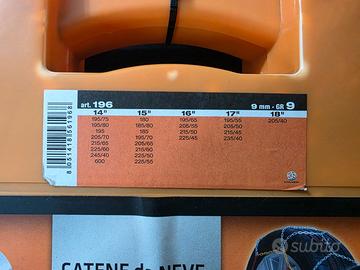 art. 196
9 mm - GR 9
14" 15" 16" 17" 18"
195/75 180 195/65 195/55 205/40
195/80 185/80 205/55 205/50
195 185 215/50 215/45
205/70 195/65 225/45 235/40
215/65 205/65
225/60 215/60
245/40 225/50
600 225/55
8051414561968
CATENE da NEVE
subito